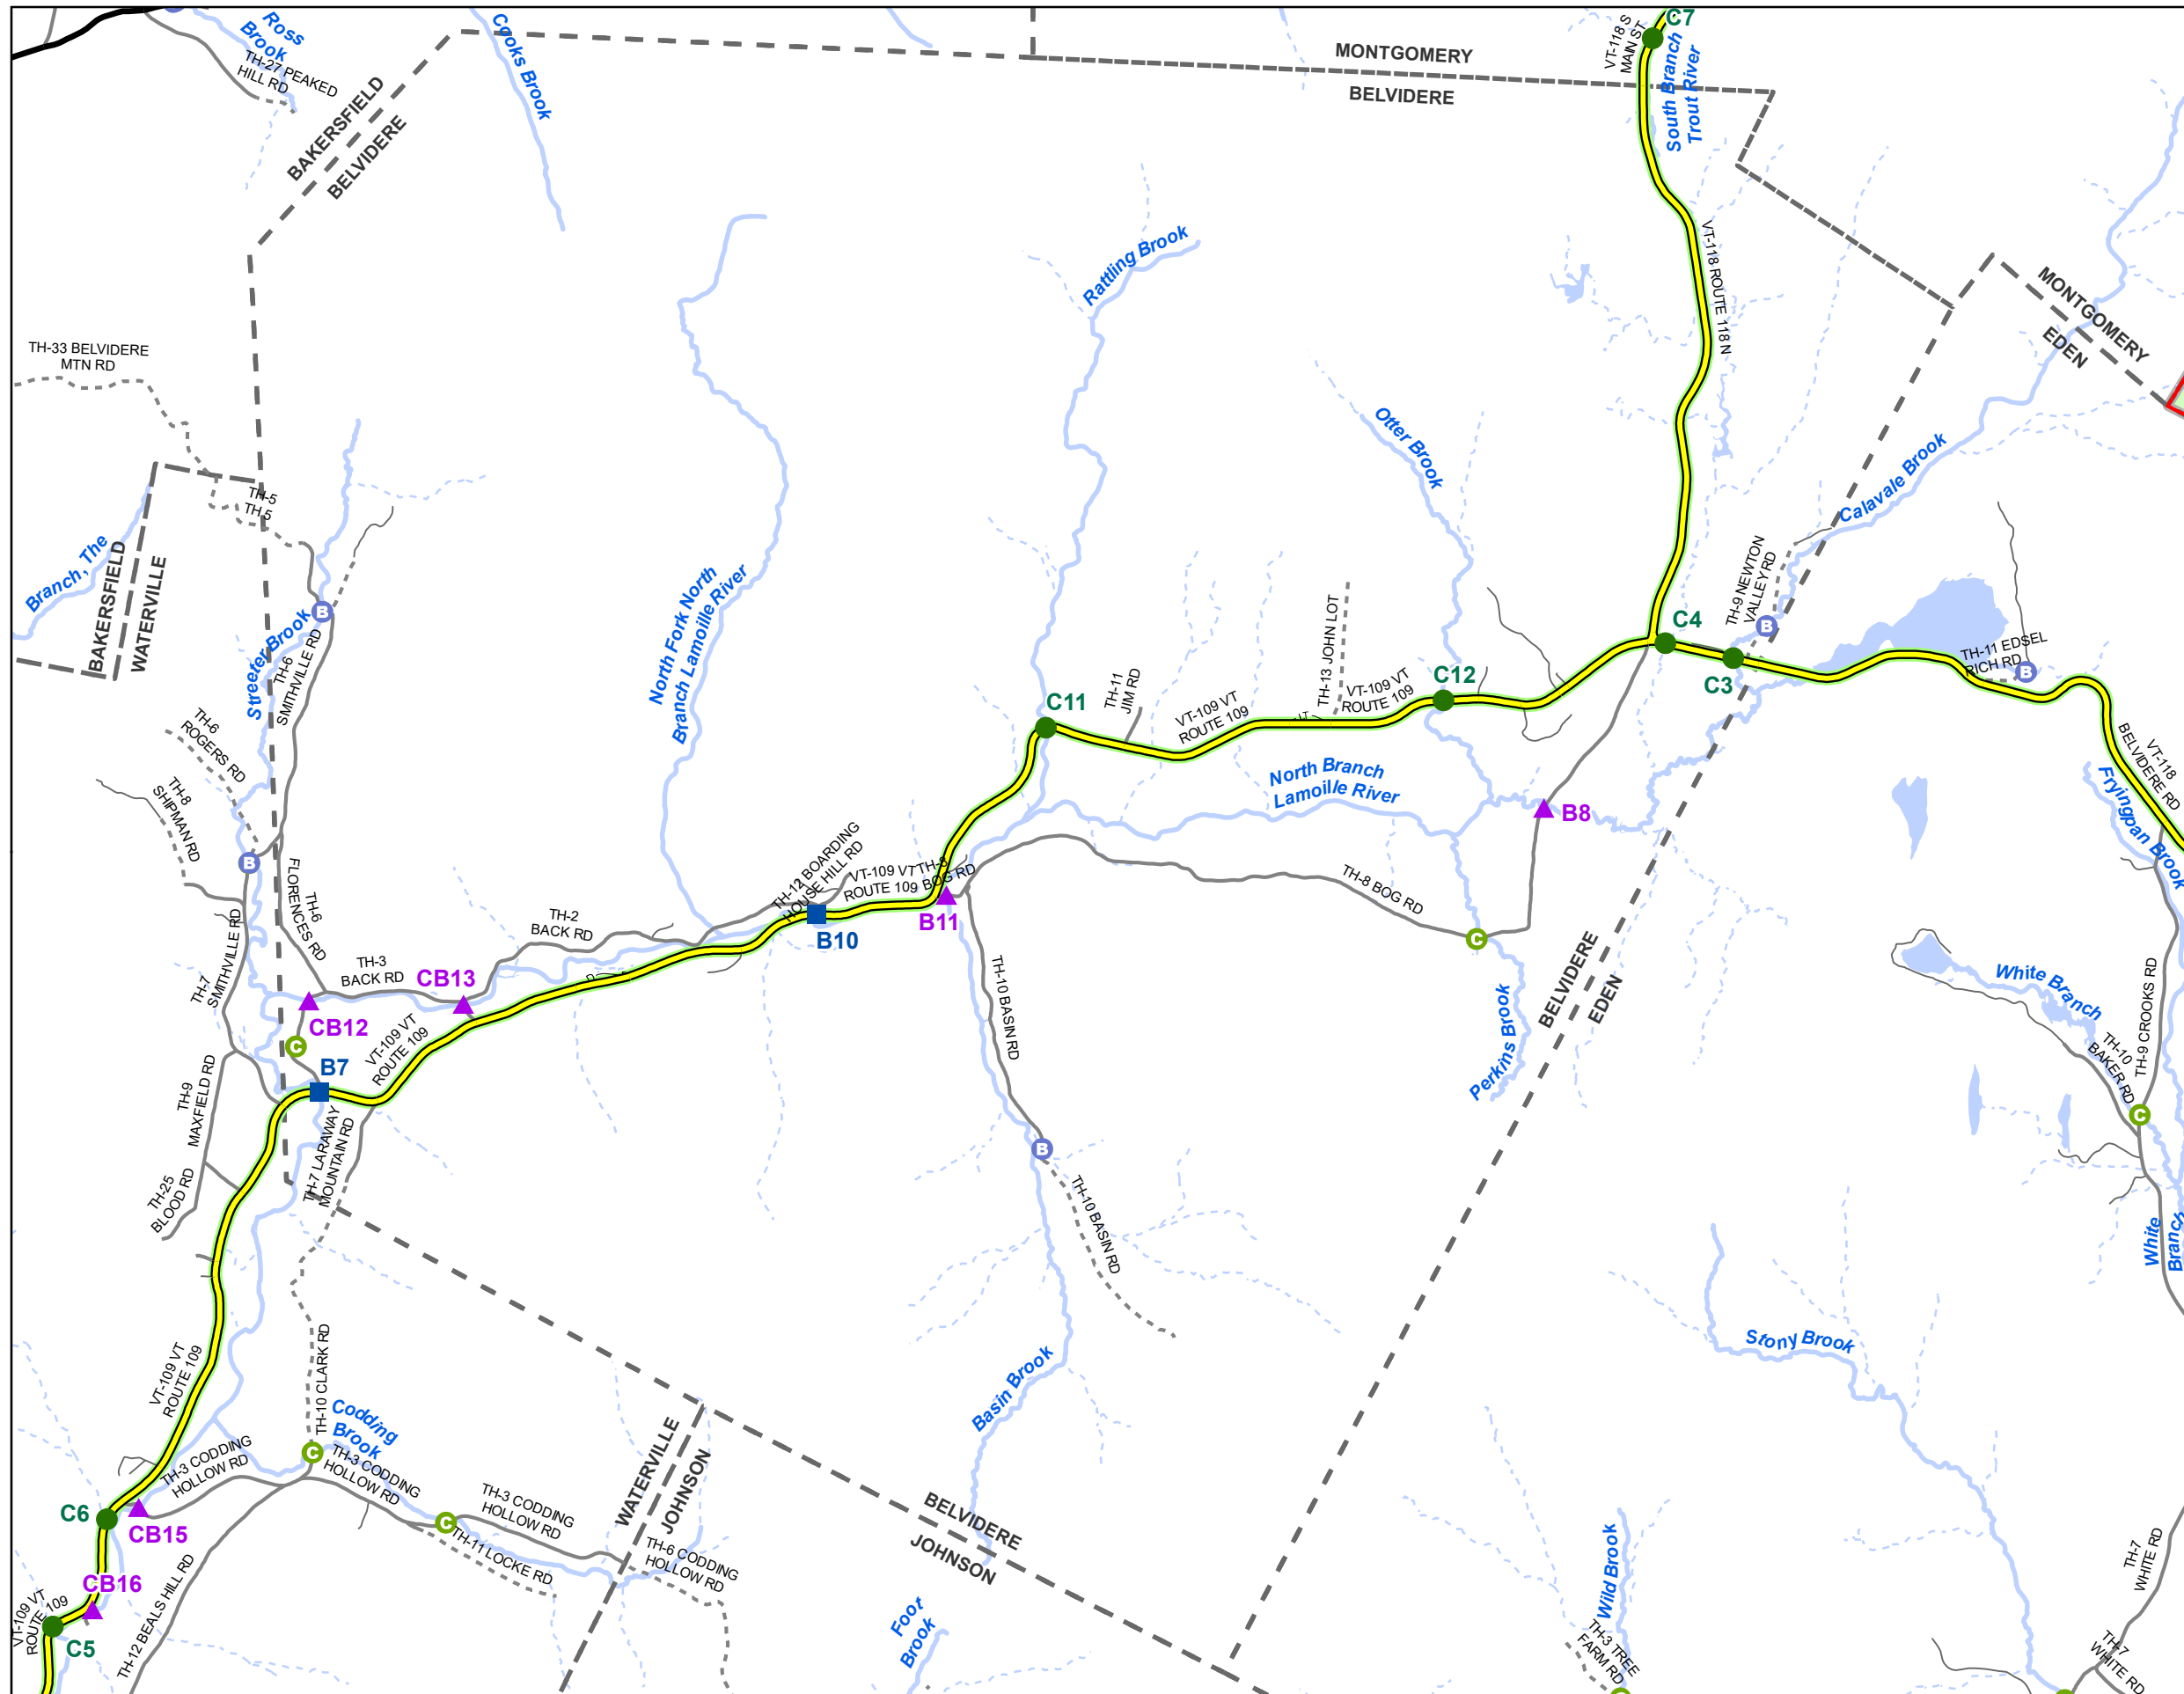 Ross
Brook
TH-27 PEAKED
HILL RD
Cooks Brook
BAKERSFIELD
BELVIDERE
MONTGOMERY
BELVIDERE
VT-118 S
MAIN ST
C7
South Branch
Trout River
Rattling Brook
VT-118 ROUTE 118 N
MONTGOMERY
EDEN
TH-33 BELVIDERE
MTN RD
TH-5
TH 5
Otter Brook
Calavale Brook
Branch, The
BAKERSFIELD
WATERVILLE
B
Streeter Brook
TH-6
SMITHVILLE RD
North Fork North
Branch Lamoille River
TH-9 NEWTON
VALLEY RD
B
C4
C3
TH-11 EDSEL
RICH RD
B
TH-13 JOHN LOT
TH-11
JIM RD
C11
VT-109 VT
ROUTE 109
VT-109 VT
ROUTE 109
C12
TH-6
ROGERS RD
TH-8
SHIPMAN RD
B
VT-118
BELVIDERE RD
Fryingpan Brook
North Branch
Lamoille River
B8
TH-12 BOARDING
HOUSE HILL RD
VT-109 VT
ROUTE 109
TH-8
BOG RD
B10
B11
TH-8 BOG RD
C
TH-6
FLORENCES RD
TH-2
BACK RD
TH-3
BACK RD
CB13
TH-7
SMITHVILLE RD
CB12
C
B7
VT-109 VT
ROUTE 109
TH-10 BASIN RD
BELVIDERE
EDEN
Perkins Brook
White Branch
TH-9 CROOKS RD
TH-10
BAKER RD
C
TH-9
MAXFIELD RD
TH-7 LARAWAY
MOUNTAIN RD
B
TH-25
BLOOD RD
TH-10 BASIN RD
White
Branch
Stony Brook
VT-109 VT
ROUTE 109
TH-10 CLARK RD
Codding
Brook
Basin Brook
C
TH-3 CODDING
HOLLOW RD
TH-3 CODDING
HOLLOW RD
WATERVILLE
JOHNSON
C6
CB15
C
TH-3 CODDING
HOLLOW RD
BELVIDERE
JOHNSON
TH-11 LOCKE RD
TH-6 CODDING
HOLLOW RD
CB16
VT-109 VT
ROUTE 109
C5
TH-12 BEALS HILL RD
Foot
Brook
Wild Brook
TH-3 TREE
FARM RD
TH-7
WHITE RD
TH-7
WHITE RD